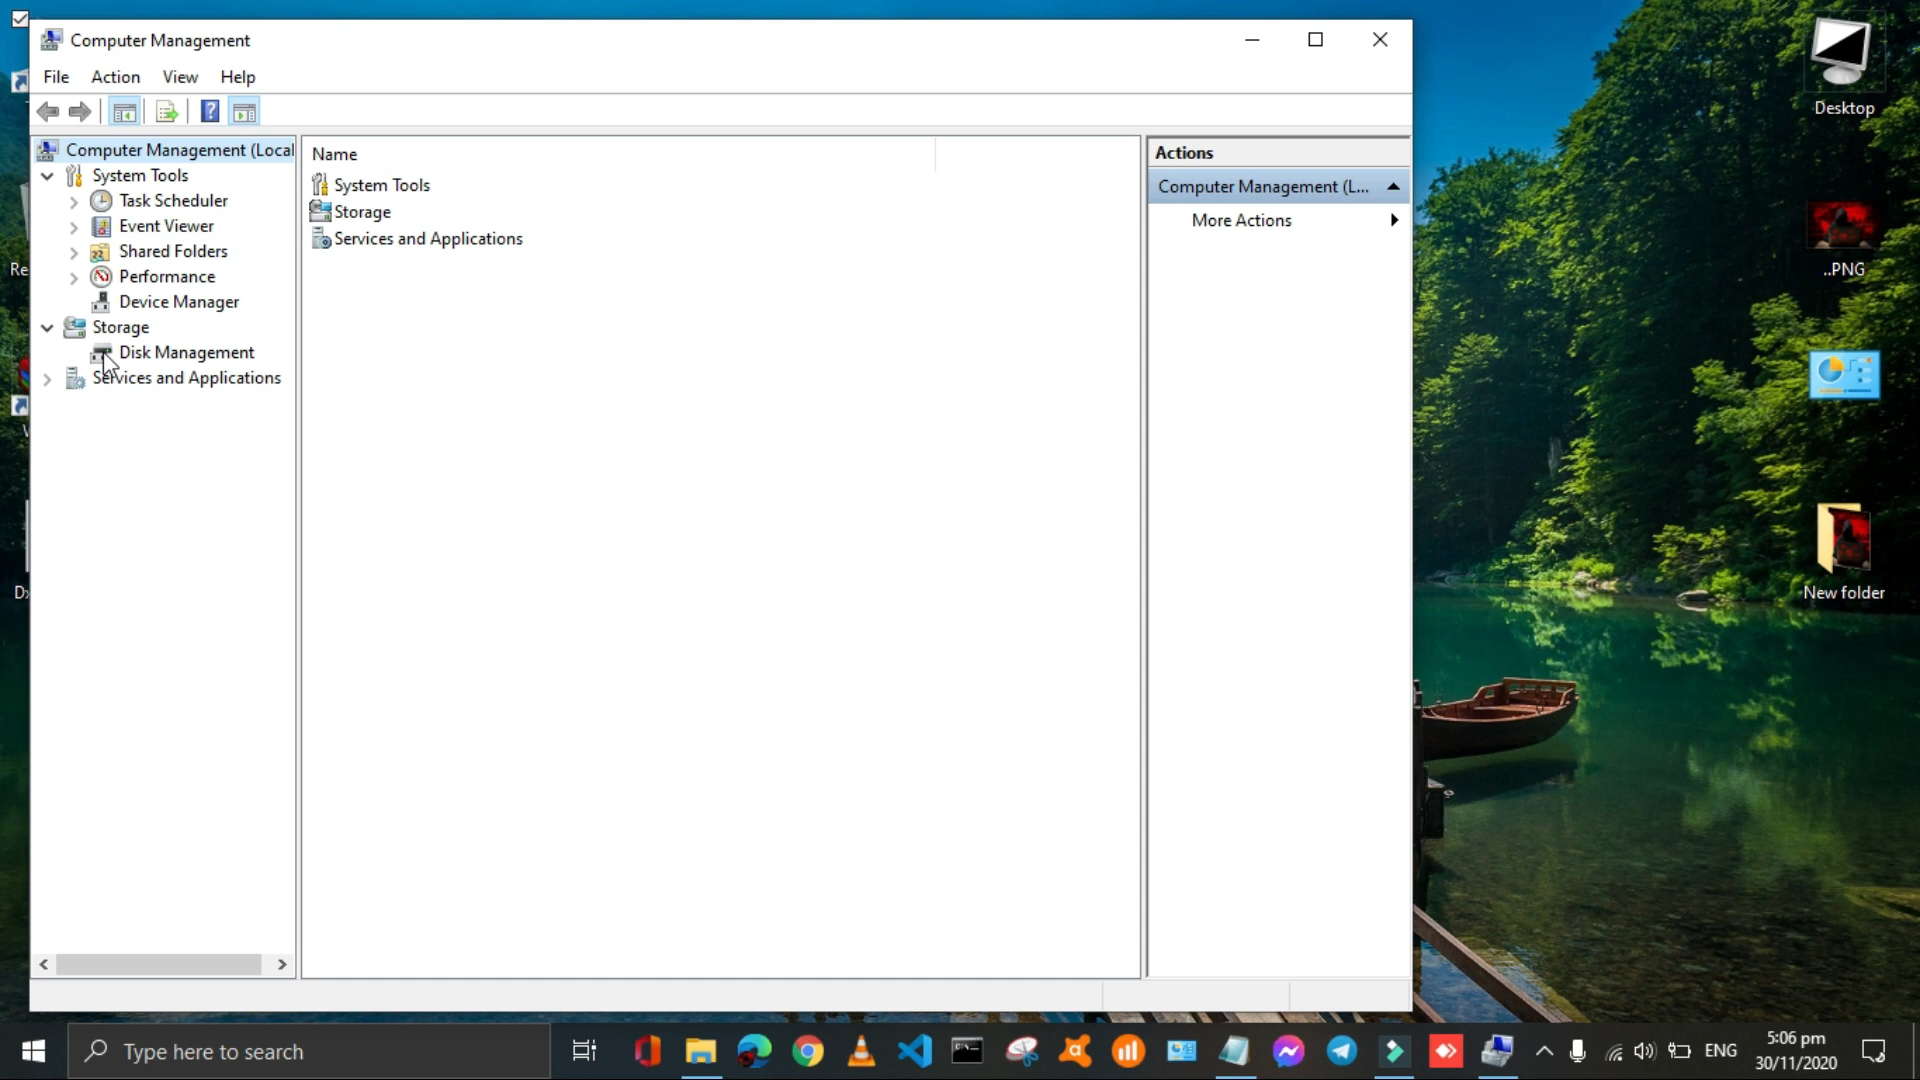 Computer Management
File Action View Help
Computer Management (Local
System Tools
Task Scheduler
Event Viewer
Shared Folders
Performance
Device Manager
Storage
Disk Management
Services and Applications
Name
System Tools
Storage
Services and Applications
Actions
Computer Management (L...
More Actions
Re
Desktop
..PNG
New folder
Type here to search
ENG
5:06 pm
30/11/2020